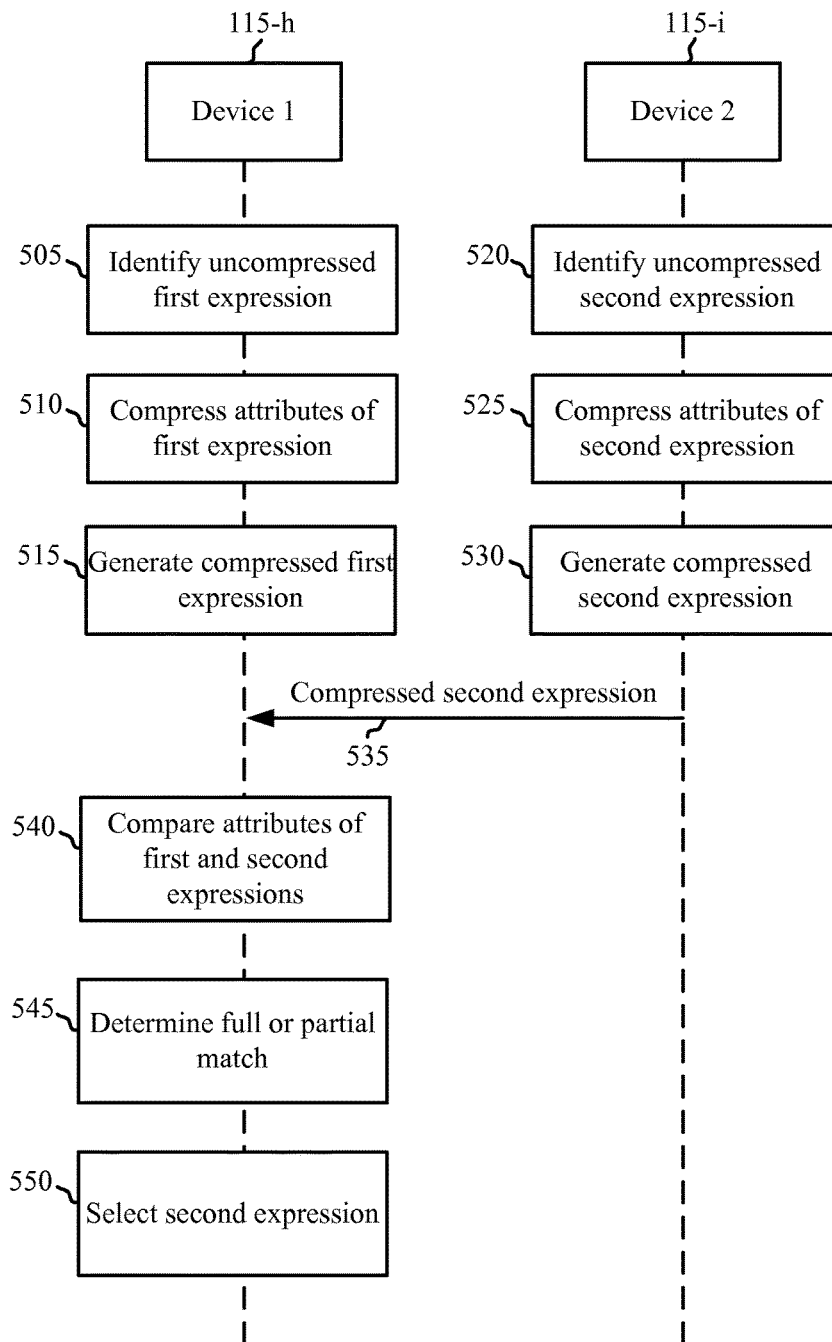 115-h
115-i
Device 1
Device 2
505
Identify uncompressed
first expression
520
Identify uncompressed
second expression
510
Compress attributes of
first expression
525
Compress attributes of
second expression
515
Generate compressed first
expression
530
Generate compressed
second expression
Compressed second expression
535
540
Compare attributes of
first and second
expressions
545
Determine full or partial
match
550
Select second expression